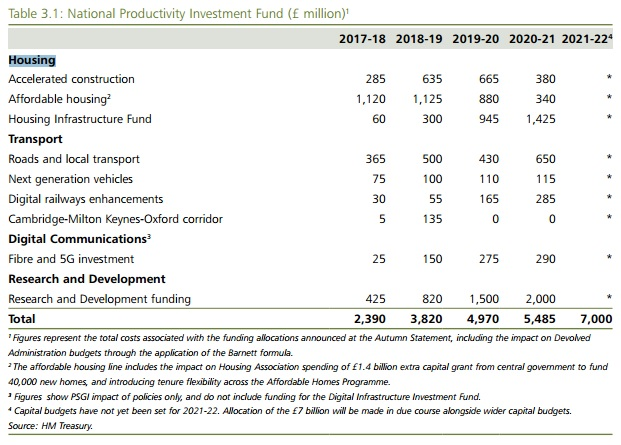 Table 3.1: National Productivity Investment Fund (£ million)¹
2017-18 2018-19 2019-20 2020-21 2021-22⁴
Housing
Accelerated construction 285 635 665 380 *
Affordable housing² 1,120 1,125 880 340 *
Housing Infrastructure Fund 60 300 945 1,425 *
Transport
Roads and local transport 365 500 430 650 *
Next generation vehicles 75 100 110 115 *
Digital railways enhancements 30 55 165 285 *
Cambridge-Milton Keynes-Oxford corridor 5 135 0 0 *
Digital Communications³
Fibre and 5G investment 25 150 275 290 *
Research and Development
Research and Development funding 425 820 1,500 2,000 *
Total 2,390 3,820 4,970 5,485 7,000
¹ Figures represent the total costs associated with the funding allocations announced at the Autumn Statement, including the impact on Devolved
Administration budgets through the application of the Barnett formula.
² The affordable housing line includes the impact on Housing Association spending of £1.4 billion extra capital grant from central government to fund
40,000 new homes, and introducing tenure flexibility across the Affordable Homes Programme.
³ Figures show PSGI impact of policies only, and do not include funding for the Digital Infrastructure Investment Fund.
⁴ Capital budgets have not yet been set for 2021-22. Allocation of the £7 billion will be made in due course alongside wider capital budgets.
Source: HM Treasury.